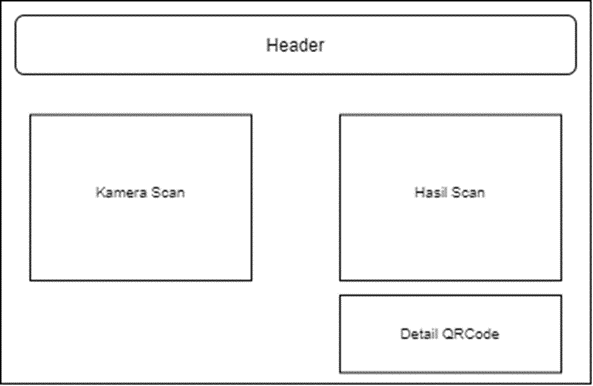 Header
Kamera Scan
Hasil Scan
Detail QRCode